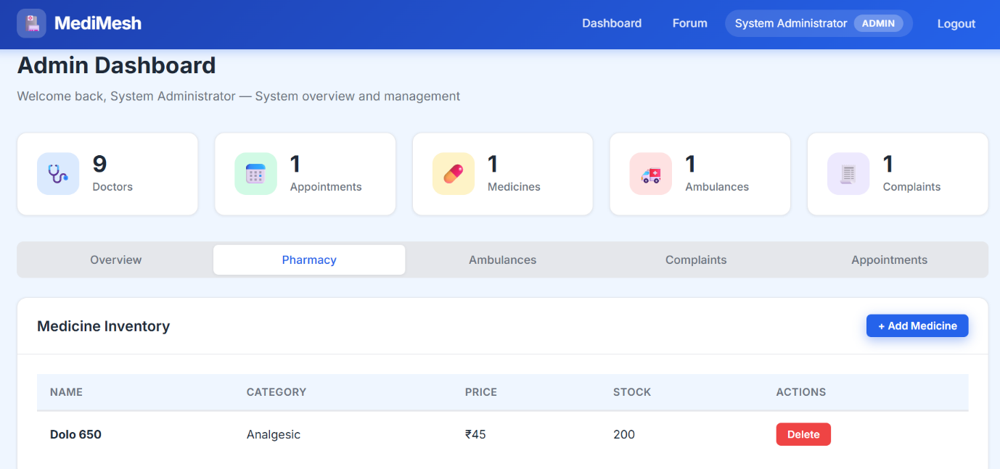 MediMesh
Dashboard Forum System Administrator ADMIN Logout
Admin Dashboard
Welcome back, System Administrator — System overview and management
9
Doctors
1
Appointments
1
Medicines
1
Ambulances
1
Complaints
Overview Pharmacy Ambulances Complaints Appointments
Medicine Inventory
+ Add Medicine
NAME CATEGORY PRICE STOCK ACTIONS
Dolo 650 Analgesic ₹45 200 Delete